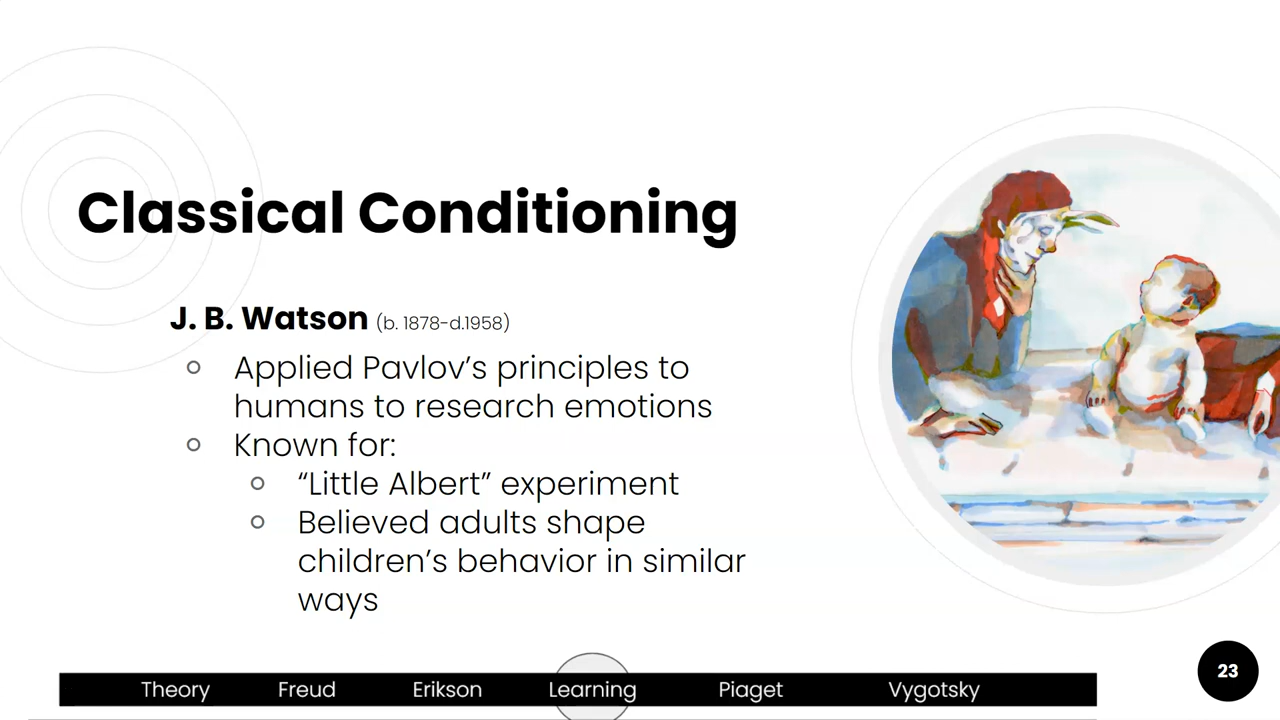 Classical Conditioning
J. B. Watson (b. 1878-d.1958)
Applied Pavlov’s principles to
humans to research emotions
Known for:
“Little Albert” experiment
Believed adults shape
children’s behavior in similar
ways
Theory Freud Erikson Learning Piaget Vygotsky
23